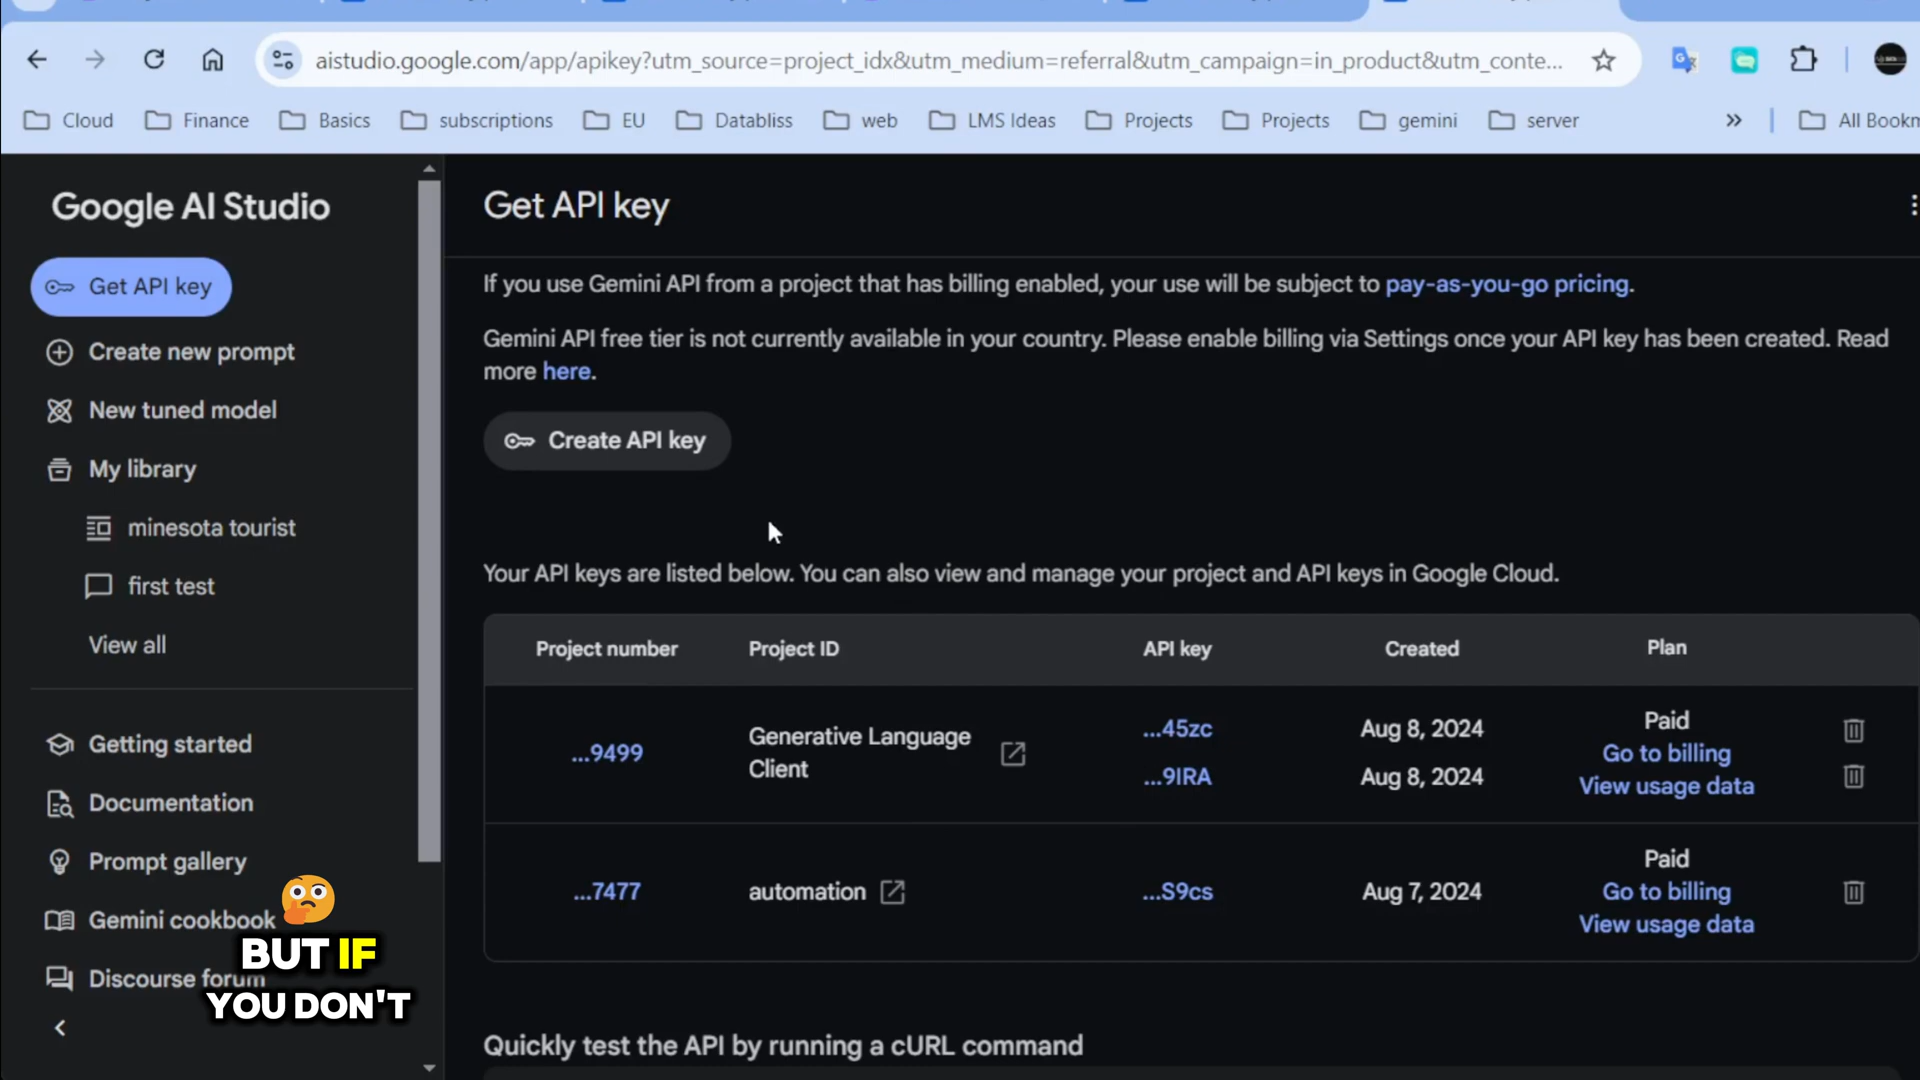 aistudio.google.com/app/apikey?utm_source=project_idx&utm_medium=referral&utm_campaign=in_product&utm_conte...
Cloud Finance Basics subscriptions EU Databliss web LMS Ideas Projects Projects gemini server » All Bookm
Google AI Studio
Get API key
Create new prompt
New tuned model
My library
minesota tourist
first test
View all
Getting started
Documentation
Prompt gallery
Gemini cookbook
Discourse forum
BUT IF
YOU DON'T
Get API key
If you use Gemini API from a project that has billing enabled, your use will be subject to pay-as-you-go pricing.
Gemini API free tier is not currently available in your country. Please enable billing via Settings once your API key has been created. Read
more here.
Create API key
Your API keys are listed below. You can also view and manage your project and API keys in Google Cloud.
Project number Project ID API key Created Plan
...9499 Generative Language Client ...45zc Aug 8, 2024 Paid
Go to billing
...9IRA Aug 8, 2024 View usage data
...7477 automation ...S9cs Aug 7, 2024 Paid
Go to billing
View usage data
Quickly test the API by running a cURL command